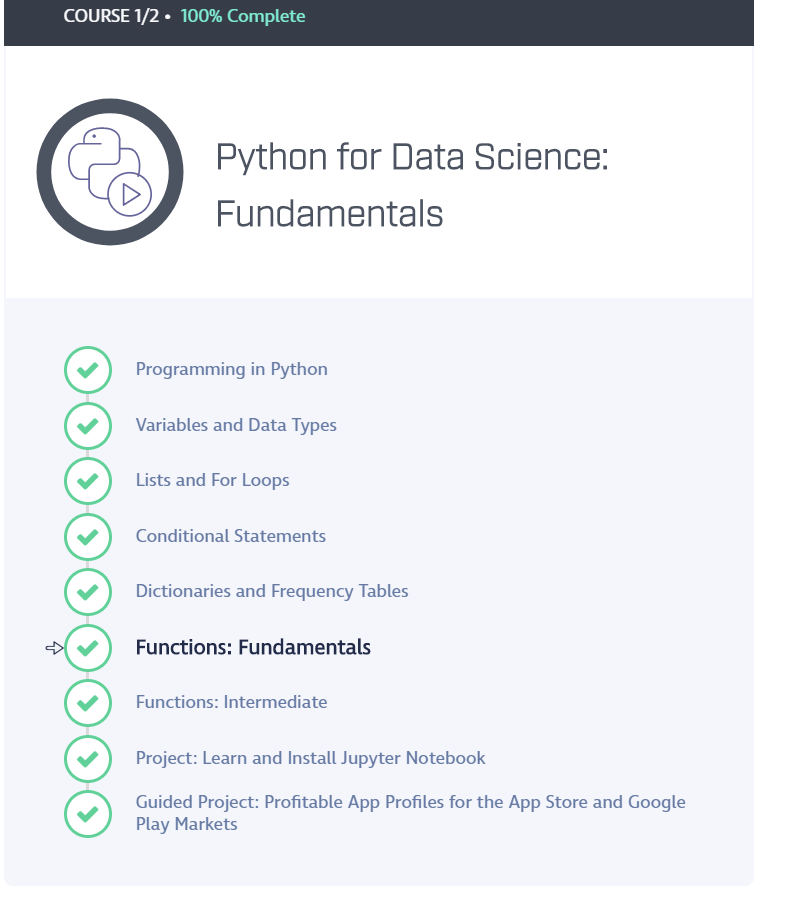 COURSE 1/2 • 100% Complete
Python for Data Science:
Fundamentals
Programming in Python
Variables and Data Types
Lists and For Loops
Conditional Statements
Dictionaries and Frequency Tables
Functions: Fundamentals
Functions: Intermediate
Project: Learn and Install Jupyter Notebook
Guided Project: Profitable App Profiles for the App Store and Google
Play Markets